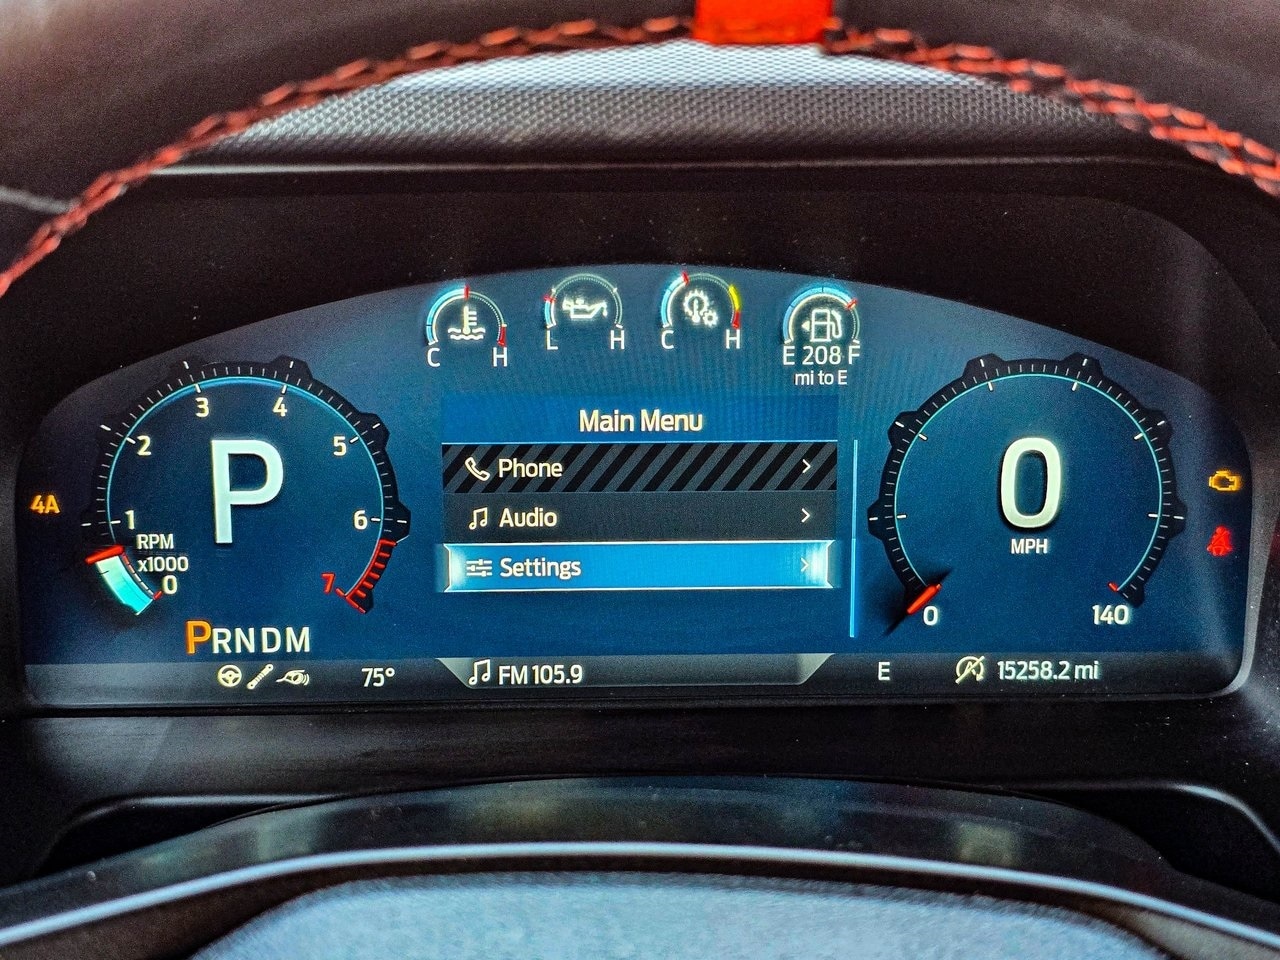 C H
L H
C H
E 208 F
mi to E
Main Menu
Phone
Audio
Settings
4A
P
0
1
2
3
4
5
6
7
RPM
x1000
PRNDM
0
MPH
0
140
75°
FM 105.9
E
15258.2 mi